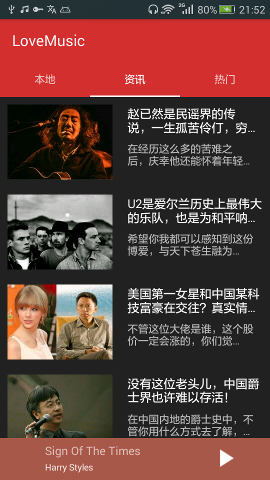 3G 80% 21:52
LoveMusic
本地 资讯 热门
赵已然是民谣界的传
说，一生孤苦伶仃，穷...
在经历这么多的苦难之
后，庆幸他还能怀着年轻...
U2是爱尔兰历史上最伟大
的乐队，也是为和平呐...
希望你我都可以感知到这份
博爱，与天下苍生融为...
美国第一女星和中国某科
技富豪在交往？真实情...
不管这位大佬是谁，这个股
价一定会涨的，你们觉...
没有这位老头儿，中国爵
士界也许难以存活！
在中国内地的爵士史中，不
管你用什么方式去了解，...
Sign Of The Times
Harry Styles